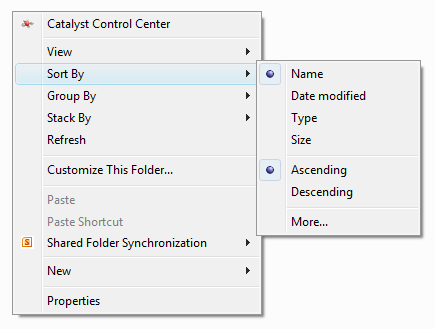 Catalyst Control Center
View
Sort By
Group By
Stack By
Refresh
Customize This Folder...
Paste
Paste Shortcut
S Shared Folder Synchronization
New
Properties
Name
Date modified
Type
Size
Ascending
Descending
More...